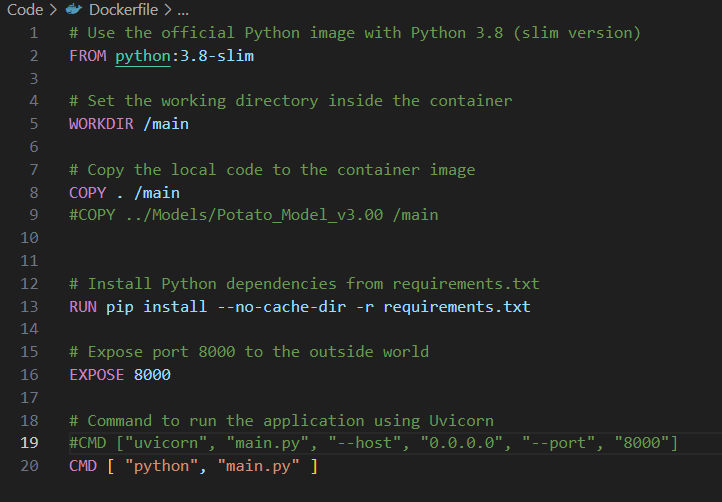 Code > Dockerfile > ...
1 # Use the official Python image with Python 3.8 (slim version)
2 FROM python:3.8-slim
3
4 # Set the working directory inside the container
5 WORKDIR /main
6
7 # Copy the local code to the container image
8 COPY . /main
9 #COPY ../Models/Potato_Model_v3.00 /main
10
11
12 # Install Python dependencies from requirements.txt
13 RUN pip install --no-cache-dir -r requirements.txt
14
15 # Expose port 8000 to the outside world
16 EXPOSE 8000
17
18 # Command to run the application using Uvicorn
19 #CMD ["uvicorn", "main.py", "--host", "0.0.0.0", "--port", "8000"]
20 CMD [ "python", "main.py" ]